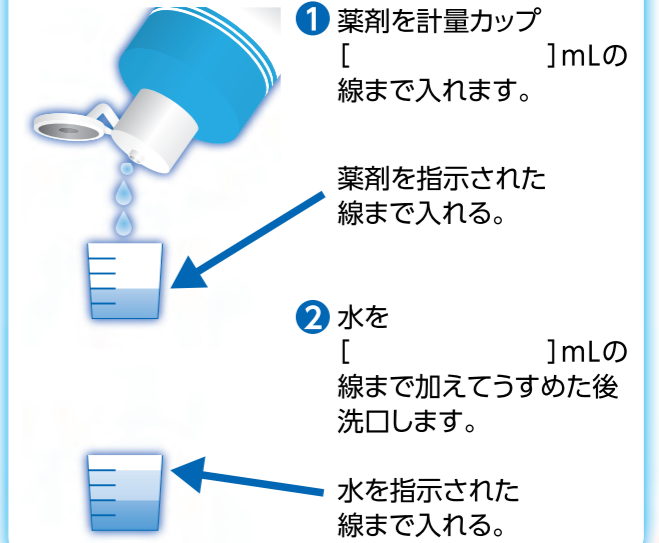 ❶ 薬剤を計量カップ
[　　　　　　]mLの
線まで入れます。
薬剤を指示された
線まで入れる。
❷ 水を
[　　　　　　]mLの
線まで加えてうすめた後
洗口します。
水を指示された
線まで入れる。